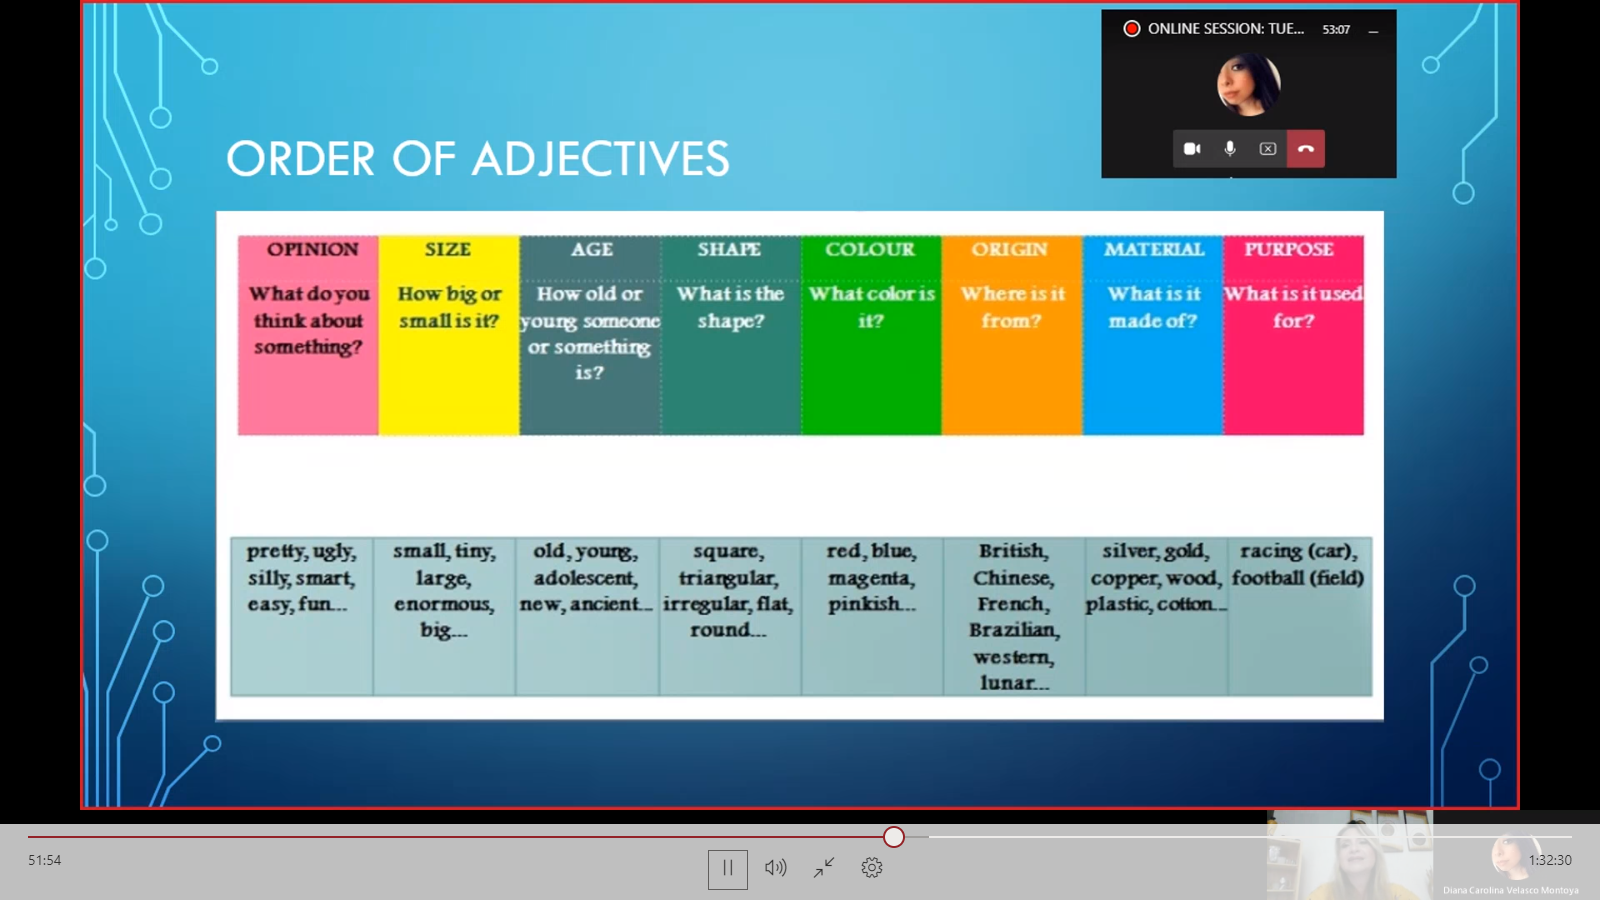 ONLINE SESSION: TUE... 53:07
ORDER OF ADJECTIVES
OPINION SIZE AGE SHAPE COLOUR ORIGIN MATERIAL PURPOSE
What do you How big or How old or What is the What color is Where is it What is it What is it used
think about small is it? young someone shape? it? from? made of? for?
something? or something
is?
pretty, ugly, small, tiny, old, young, square, red, blue, British, silver, gold, racing (car),
silly, smart, large, adolescent, triangular, magenta, Chinese, copper, wood, football (field)
easy, fun... enormous, new, ancient... irregular, flat, pinkish... French, plastic, cotton...
big... round... Brazilian,
western,
lunar...
51:54 1:32:30
Diana Carolina Velasco Montoya